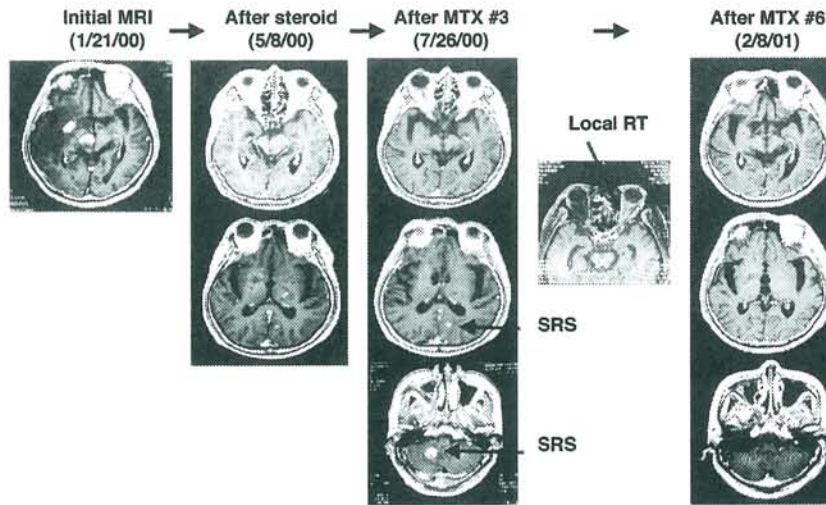 Initial MRI
(1/21/00)
After steroid
(5/8/00)
After MTX #3
(7/26/00)
After MTX #6
(2/8/01)
Local RT
SRS
SRS